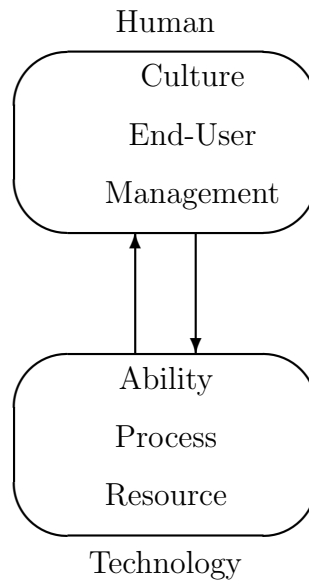 Human
Culture
End-User
Management
Ability
Process
Resource
Technology